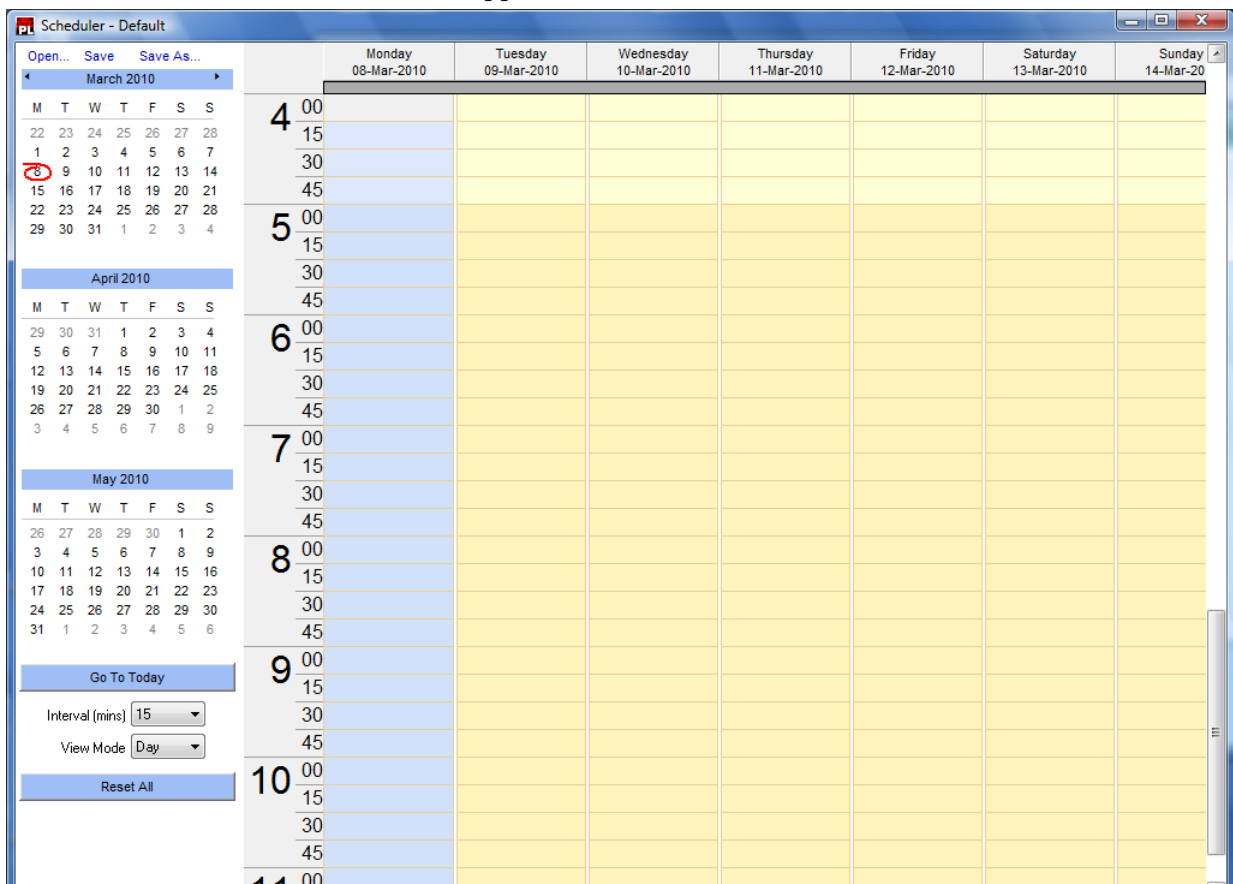 PL Scheduler - Default
Open... Save Save As...
March 2010
M T W T F S S
22 23 24 25 26 27 28
1 2 3 4 5 6 7
8 9 10 11 12 13 14
15 16 17 18 19 20 21
22 23 24 25 26 27 28
29 30 31 1 2 3 4
April 2010
M T W T F S S
29 30 31 1 2 3 4
5 6 7 8 9 10 11
12 13 14 15 16 17 18
19 20 21 22 23 24 25
26 27 28 29 30 1 2
3 4 5 6 7 8 9
May 2010
M T W T F S S
26 27 28 29 30 1 2
3 4 5 6 7 8 9
10 11 12 13 14 15 16
17 18 19 20 21 22 23
24 25 26 27 28 29 30
31 1 2 3 4 5 6
Go To Today
Interval (mins) 15
View Mode Day
Reset All
Monday Tuesday Wednesday Thursday Friday Saturday Sunday
08-Mar-2010 09-Mar-2010 10-Mar-2010 11-Mar-2010 12-Mar-2010 13-Mar-2010 14-Mar-20
4 00
15
30
45
5 00
15
30
45
6 00
15
30
45
7 00
15
30
45
8 00
15
30
45
9 00
15
30
45
10 00
15
30
45
11 00